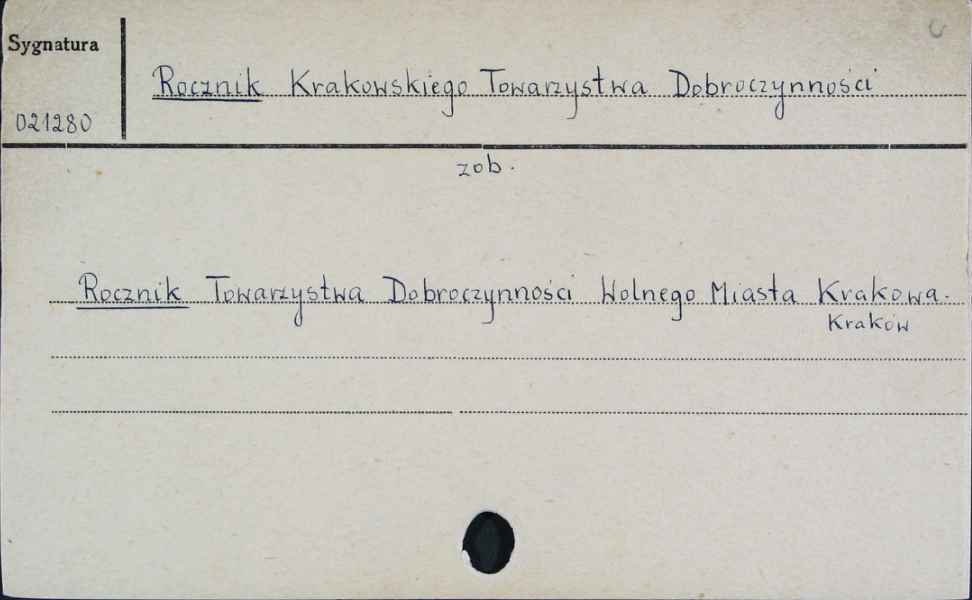 Sygnatura
Rocznik Krakowskiego Towarzystwa Dobroczynności
021280
zob.
Rocznik Towarzystwa Dobroczynności Wolnego Miasta Krakowa.
Kraków